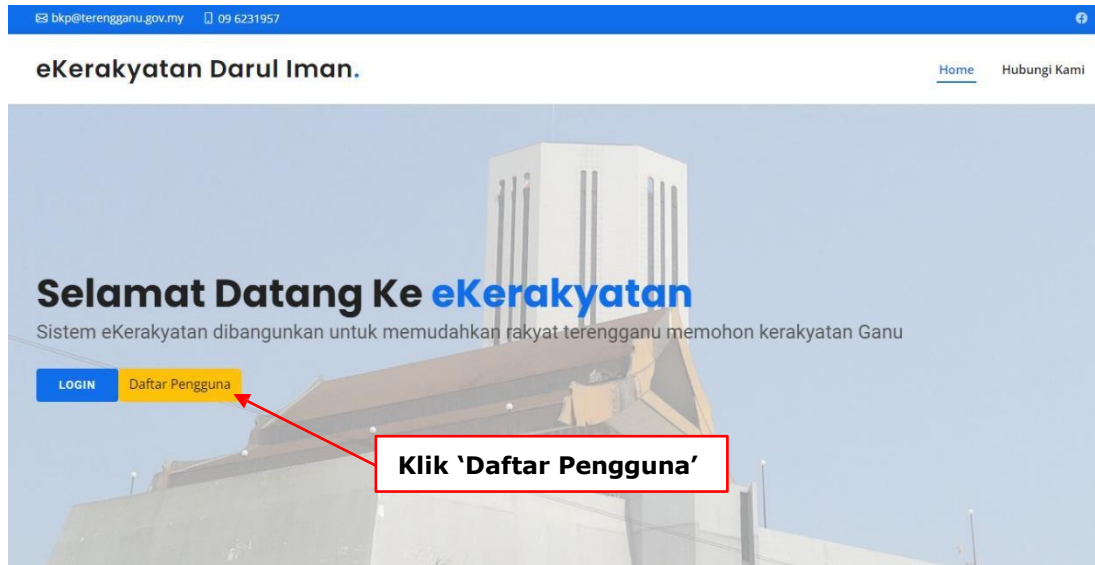 bkp@terengganu.gov.my 09 6231957
eKerakyatan Darul Iman.
Home Hubungi Kami
Selamat Datang Ke eKerakyatan
Sistem eKerakyatan dibangunkan untuk memudahkan rakyat terengganu memohon kerakyatan Ganu
LOGIN Daftar Pengguna
Klik ‘Daftar Pengguna’